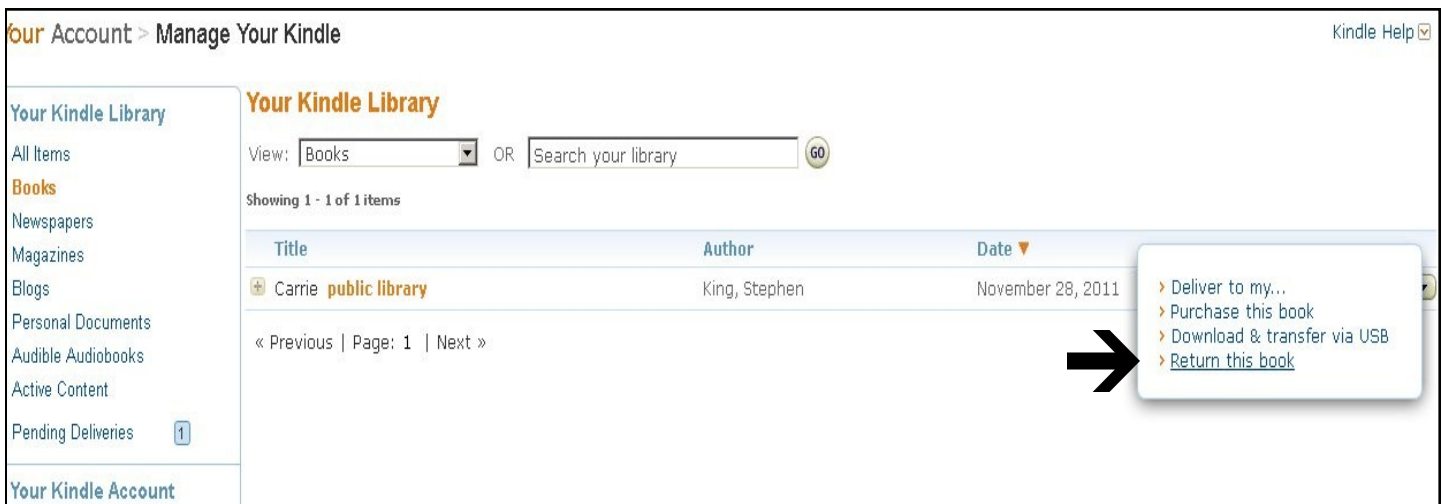 Your Account > Manage Your Kindle
Kindle Help
Your Kindle Library
All Items
Books
Newspapers
Magazines
Blogs
Personal Documents
Audible Audiobooks
Active Content
Pending Deliveries 1
Your Kindle Account
Your Kindle Library
View: Books OR Search your library GO
Showing 1 - 1 of 1 items
Title Author Date ▼
+ Carrie public library King, Stephen November 28, 2011
« Previous | Page: 1 | Next »
> Deliver to my...
> Purchase this book
> Download & transfer via USB
> Return this book